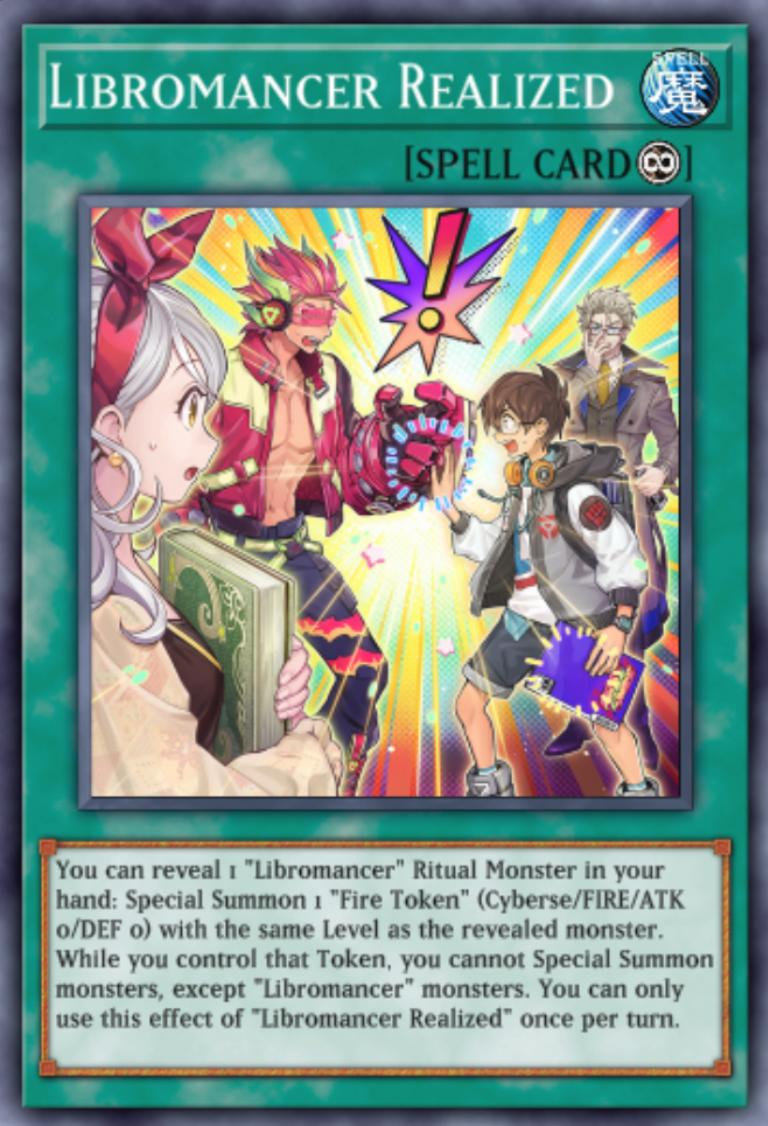 LIBROMANCER REALIZED
SPELL
魔
[SPELL CARD♾]
!
You can reveal 1 "Libromancer" Ritual Monster in your
hand: Special Summon 1 "Fire Token" (Cyberse/FIRE/ATK
0/DEF 0) with the same Level as the revealed monster.
While you control that Token, you cannot Special Summon
monsters, except "Libromancer" monsters. You can only
use this effect of "Libromancer Realized" once per turn.